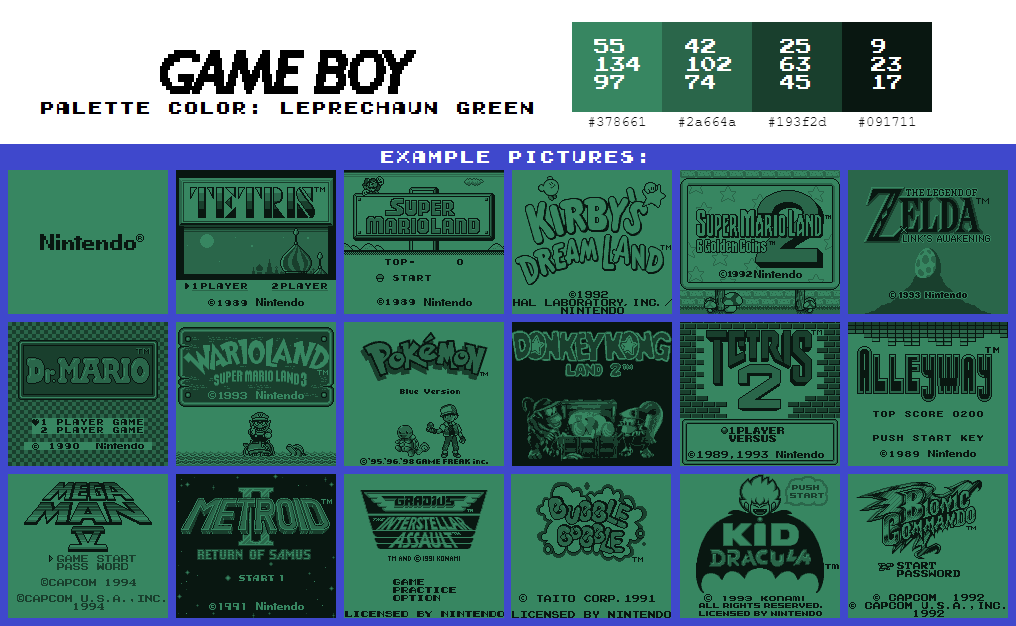 GAME BOY
PALETTE COLOR: LEPRECHAUN GREEN
55
134
97
42
102
74
25
63
45
9
23
17
#378661
#2a664a
#193f2d
#091711
EXAMPLE PICTURES:
Nintendo®
TETRIS™
1PLAYER 2PLAYER
©1989 Nintendo
SUPER
MARIOLAND
TOP- 0
START
©1989 Nintendo
KIRBY'S
DREAM LAND™
©1992
HAL LABORATORY, INC. /
NINTENDO
SUPER MARIO LAND™
2
6 Golden Coins™
©1992 Nintendo
THE LEGEND OF
ZELDA™
LINK'S AWAKENING
©1993 Nintendo
DR. MARIO™
♥1 PLAYER GAME
2 PLAYER GAME
© 1990 Nintendo
WARIOLAND
SUPER MARIO LAND 3™
©1993 Nintendo
POKéMON™
Blue Version
©'95.'96.'98 GAME FREAK inc.
DONKEY KONG
LAND 2™
TETRIS™
2
1PLAYER
VERSUS
©1989,1993 Nintendo
ALLEYWAY™
TOP SCORE 0200
PUSH START KEY
©1989 Nintendo
MEGA
MAN
IV
GAME START
PASS WORD
©CAPCOM 1994
©CAPCOM U.S.A.,INC.
1994
METROID™
II
RETURN OF SAMUS
START 1
©1991 Nintendo
GRADIUS™
THE INTERSTELLAR
ASSAULT™
TM AND © 1991 KONAMI
GAME
PRACTICE
OPTION
LICENSED BY NINTENDO
BUBBLE
BOBBLE™
© TAITO CORP. 1991
LICENSED BY NINTENDO
PUSH
START
KID
DRACULA™
© 1993 KONAMI
ALL RIGHTS RESERVED.
LICENSED BY NINTENDO
BIONIC
COMMANDO™
START
PASSWORD
© CAPCOM 1992
© CAPCOM U.S.A.,INC.
1992